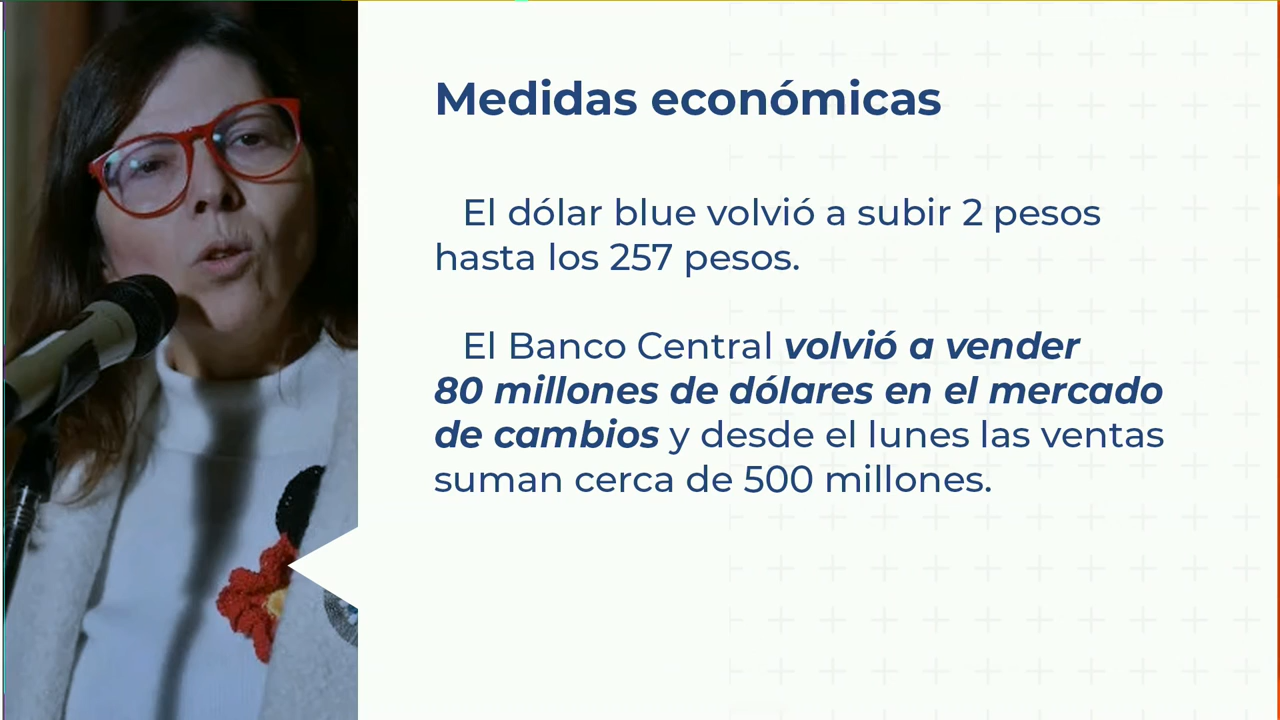 Medidas económicas
El dólar blue volvió a subir 2 pesos
hasta los 257 pesos.
El Banco Central volvió a vender
80 millones de dólares en el mercado
de cambios y desde el lunes las ventas
suman cerca de 500 millones.